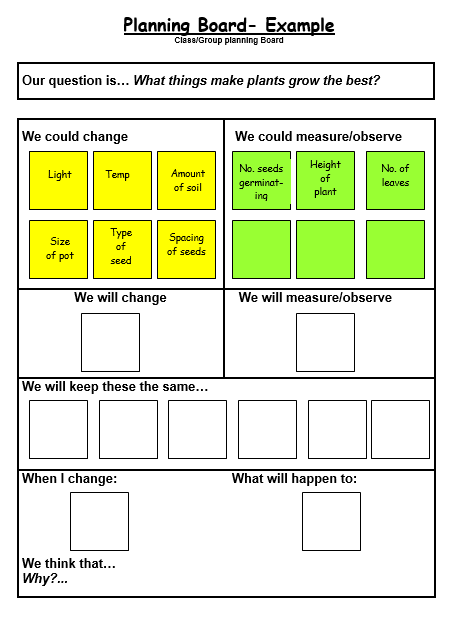 Planning Board- Example
Class/Group planning Board
Our question is… What things make plants grow the best?
We could change
We could measure/observe
Light
Temp
Amount
of soil
No. seeds
germinat-
ing
Height
of
plant
No. of
leaves
Size
of pot
Type
of
seed
Spacing
of seeds
We will change
We will measure/observe
We will keep these the same…
When I change:
What will happen to:
We think that…
Why?...